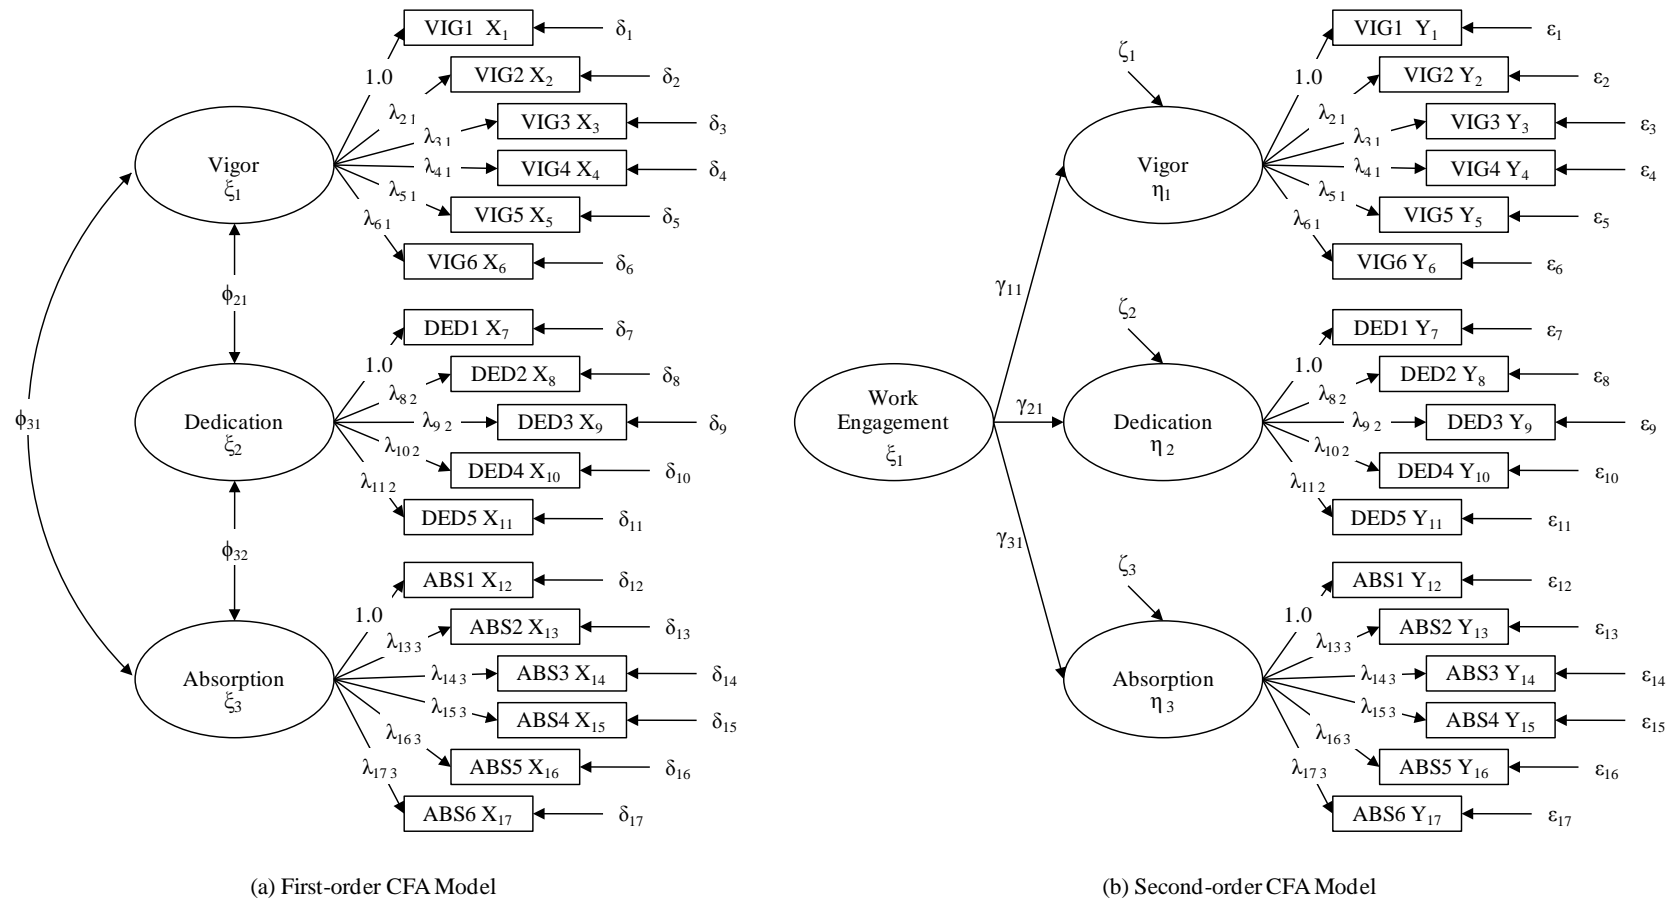 VIG1 X₁
δ₁
1.0
VIG2 X₂
δ₂
λ₂₁
VIG3 X₃
δ₃
λ₃₁
Vigor
ξ₁
VIG4 X₄
δ₄
λ₄₁
VIG5 X₅
δ₅
λ₅₁
VIG6 X₆
δ₆
λ₆₁
ϕ₂₁
DED1 X₇
δ₇
1.0
DED2 X₈
δ₈
λ₈₂
ϕ₃₁
Dedication
ξ₂
DED3 X₉
δ₉
λ₉₂
DED4 X₁₀
δ₁₀
λ₁₀₂
DED5 X₁₁
δ₁₁
λ₁₁₂
ϕ₃₂
ABS1 X₁₂
δ₁₂
1.0
ABS2 X₁₃
δ₁₃
λ₁₃₃
Absorption
ξ₃
ABS3 X₁₄
δ₁₄
λ₁₄₃
ABS4 X₁₅
δ₁₅
λ₁₅₃
ABS5 X₁₆
δ₁₆
λ₁₆₃
ABS6 X₁₇
δ₁₇
λ₁₇₃
(a) First-order CFA Model
VIG1 Y₁
ε₁
ζ₁
1.0
VIG2 Y₂
ε₂
λ₂₁
VIG3 Y₃
ε₃
λ₃₁
Vigor
η₁
VIG4 Y₄
ε₄
λ₄₁
VIG5 Y₅
ε₅
λ₅₁
VIG6 Y₆
ε₆
λ₆₁
γ₁₁
ζ₂
DED1 Y₇
ε₇
1.0
DED2 Y₈
ε₈
λ₈₂
Work
Engagement
ξ₁
γ₂₁
Dedication
η₂
DED3 Y₉
ε₉
λ₉₂
DED4 Y₁₀
ε₁₀
λ₁₀₂
DED5 Y₁₁
ε₁₁
λ₁₁₂
γ₃₁
ζ₃
ABS1 Y₁₂
ε₁₂
1.0
ABS2 Y₁₃
ε₁₃
λ₁₃₃
Absorption
η₃
ABS3 Y₁₄
ε₁₄
λ₁₄₃
ABS4 Y₁₅
ε₁₅
λ₁₅₃
ABS5 Y₁₆
ε₁₆
λ₁₆₃
ABS6 Y₁₇
ε₁₇
λ₁₇₃
(b) Second-order CFA Model